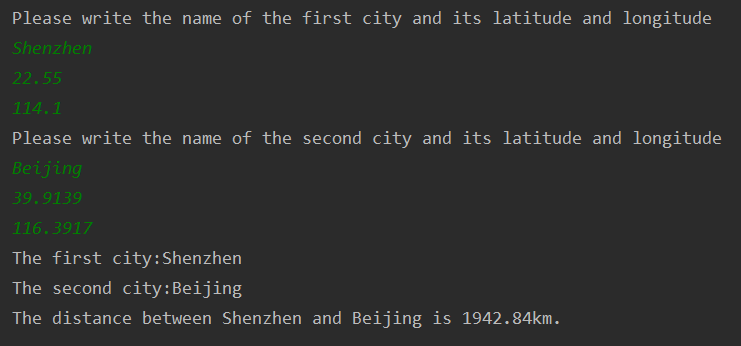 Please write the name of the first city and its latitude and longitude
Shenzhen
22.55
114.1
Please write the name of the second city and its latitude and longitude
Beijing
39.9139
116.3917
The first city:Shenzhen
The second city:Beijing
The distance between Shenzhen and Beijing is 1942.84km.